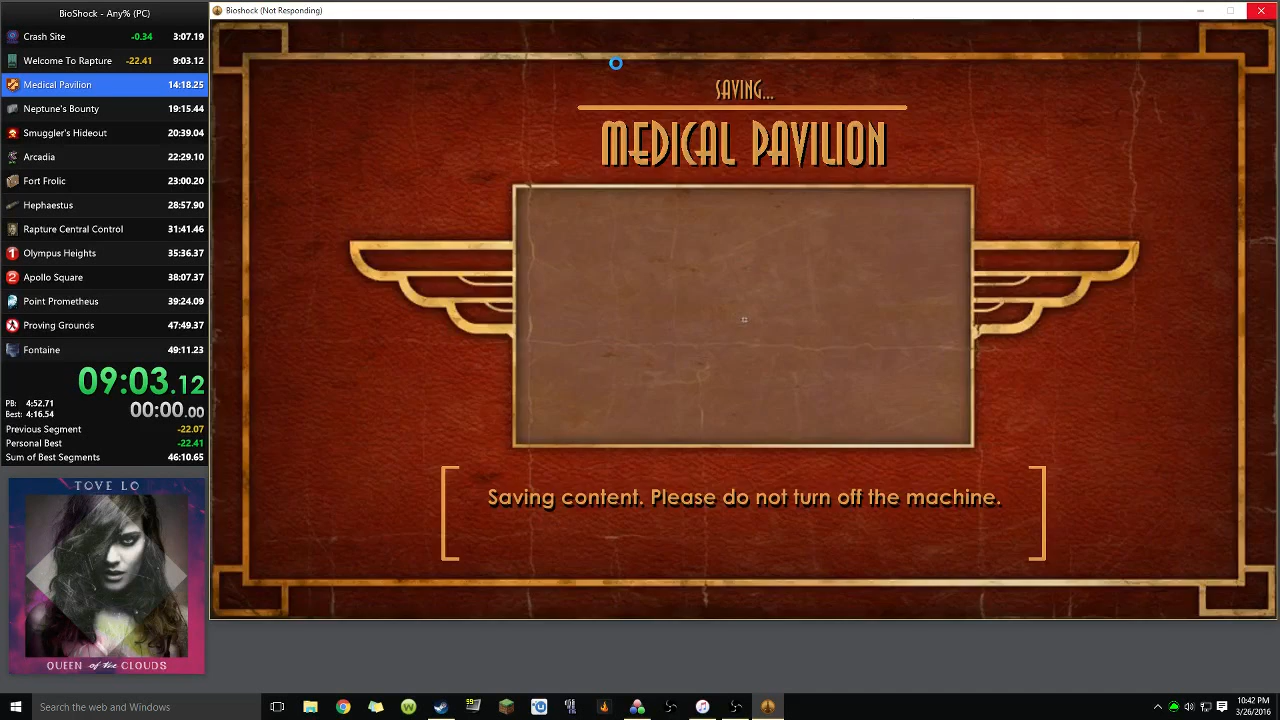 BioShock - Any% (PC)
Crash Site -0.34 3:07.19
Welcome To Rapture -22.41 9:03.12
Medical Pavilion 14:18.25
Neptune's Bounty 19:15.44
Smuggler's Hideout 20:39.04
Arcadia 22:29.10
Fort Frolic 23:00.20
Hephaestus 28:57.90
Rapture Central Control 31:41.46
Olympus Heights 35:36.37
Apollo Square 38:07.37
Point Prometheus 39:24.09
Proving Grounds 47:49.37
Fontaine 49:11.23
09:03.12
PB: 4:52.71
Best: 4:16.54
00:00.00
Previous Segment -22.07
Personal Best -22.41
Sum of Best Segments 46:10.65
TOVE LO
QUEEN of the CLOUDS
Bioshock (Not Responding)
SAVING...
MEDICAL PAVILION
Saving content. Please do not turn off the machine.
Search the web and Windows
10:42 PM
3/26/2016